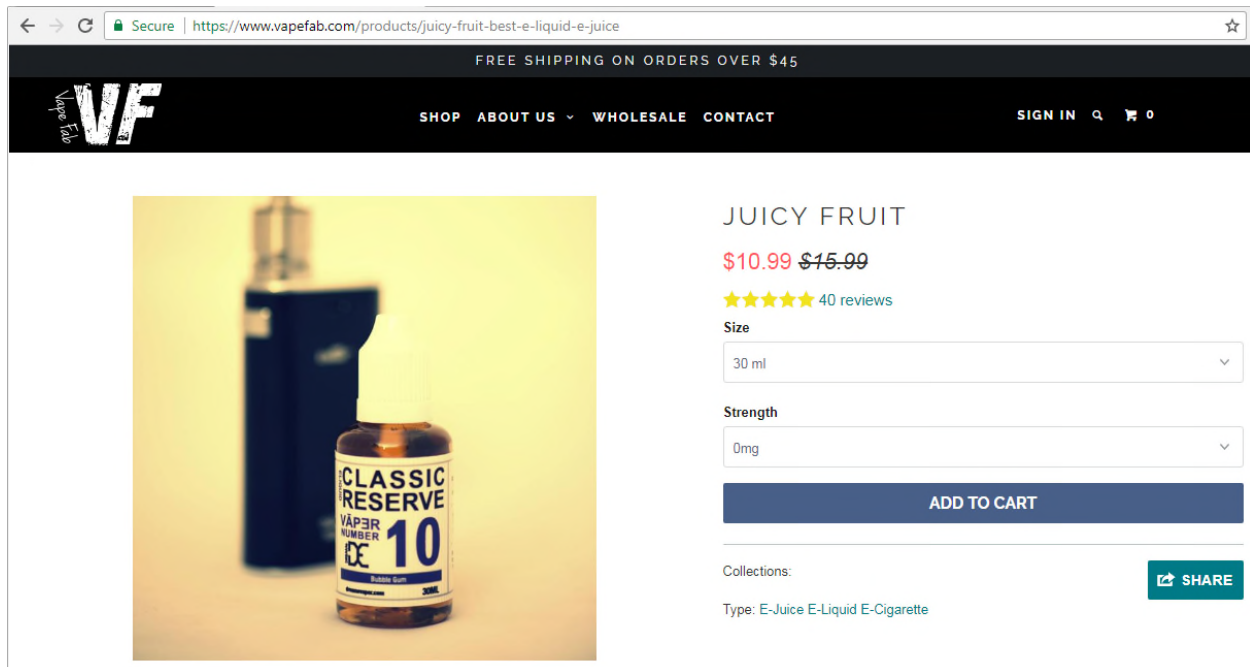 Secure | https://www.vapefab.com/products/juicy-fruit-best-e-liquid-e-juice
FREE SHIPPING ON ORDERS OVER $45
Vape Fab VF
SHOP ABOUT US WHOLESALE CONTACT
SIGN IN 0
JUICY FRUIT
$10.99 $15.99
40 reviews
Size
30 ml
Strength
0mg
ADD TO CART
Collections:
SHARE
Type: E-Juice E-Liquid E-Cigarette
CLASSIC
RESERVE
VĀPƎR
NUMBER
10
Bubble Gum
30ML